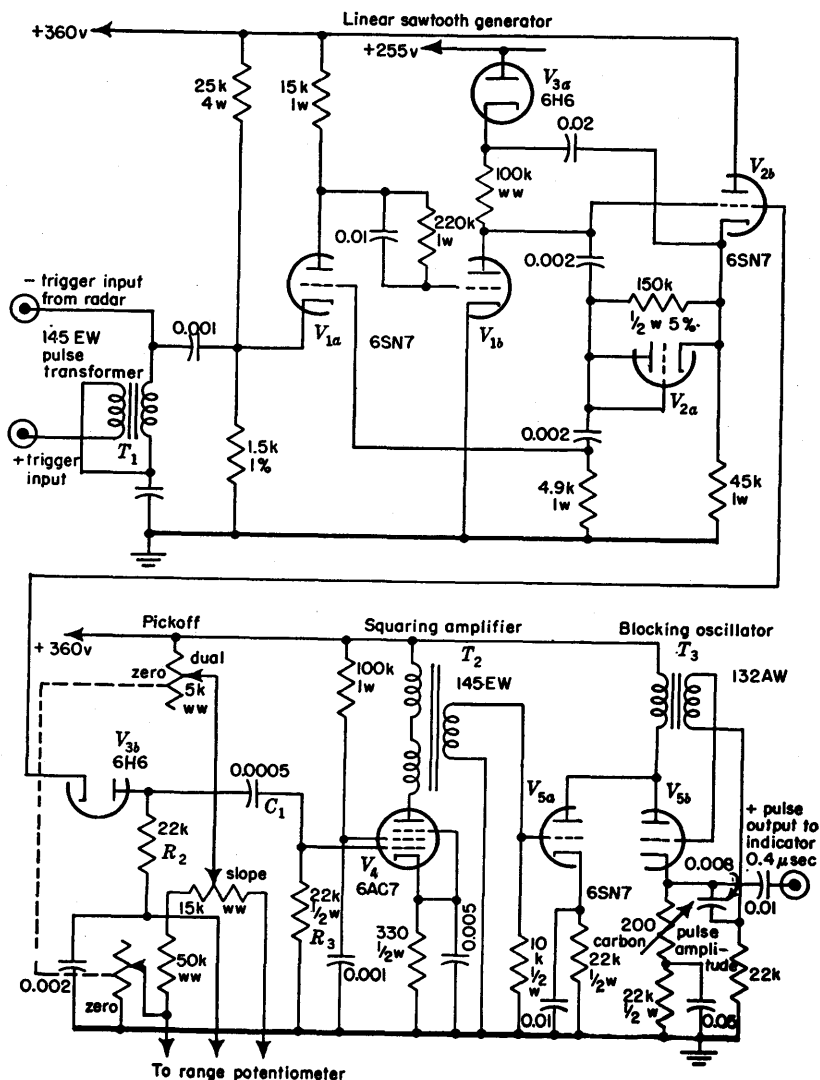 Linear sawtooth generator
+360v
+255v
V3a
6H6
25k
4w
15k
1w
0.02
V2b
100k
ww
220k
1w
0.01
0.002
6SN7
- trigger input
from radar
0.001
150k
1/2 w 5%
V1a
6SN7
V1b
145 EW
pulse
transformer
V2a
T1
+trigger
input
1.5k
1%
0.002
4.9k
1w
45k
1w
Pickoff
Squaring amplifier
Blocking oscillator
+ 360v
dual
zero
5k
ww
100k
1w
T2
145EW
T3
132AW
V3b
6H6
0.0005
C1
V5a
V5b
+ pulse
output to
indicator
0.4 μsec
22k
R2
V4
6AC7
0.008
0.01
slope
15k
ww
22k
1/2 w
R3
6SN7
330
1/2 w
0.005
200
carbon
pulse
ampli-
tude
50k
ww
0.002
zero
0.001
10
k
1/2
w
0.01
22k
1/2 w
22k
1/2 w
0.05
22k
To range potentiometer